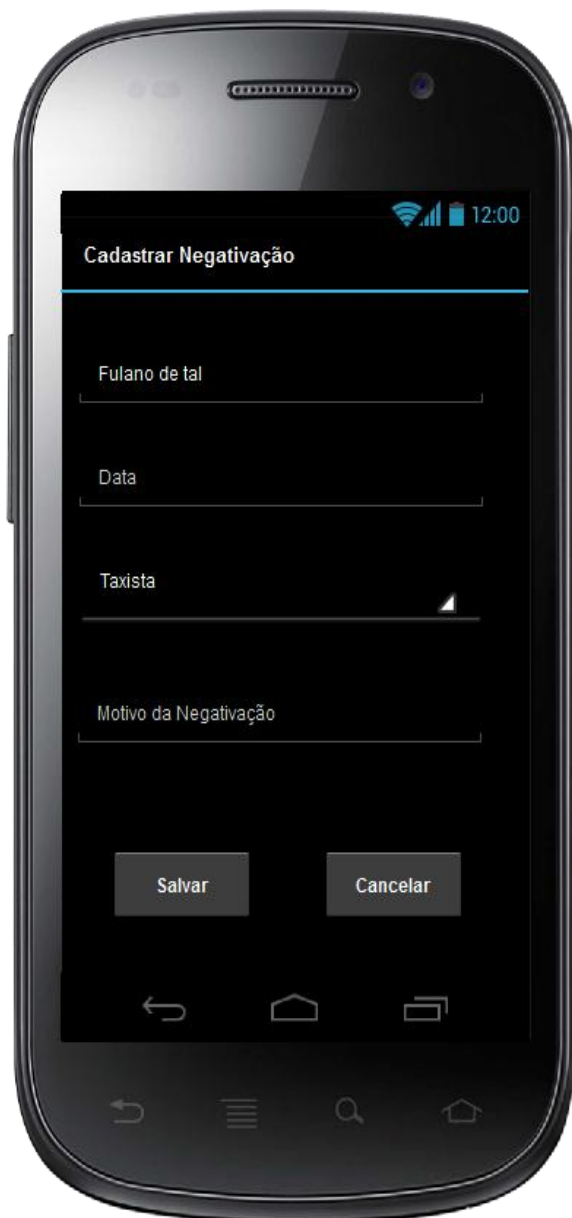 12:00
Cadastrar Negativação
Fulano de tal
Data
Taxista
Motivo da Negativação
Salvar Cancelar